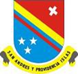 SAN ANDRES Y PROVIDENCIA ISLAS